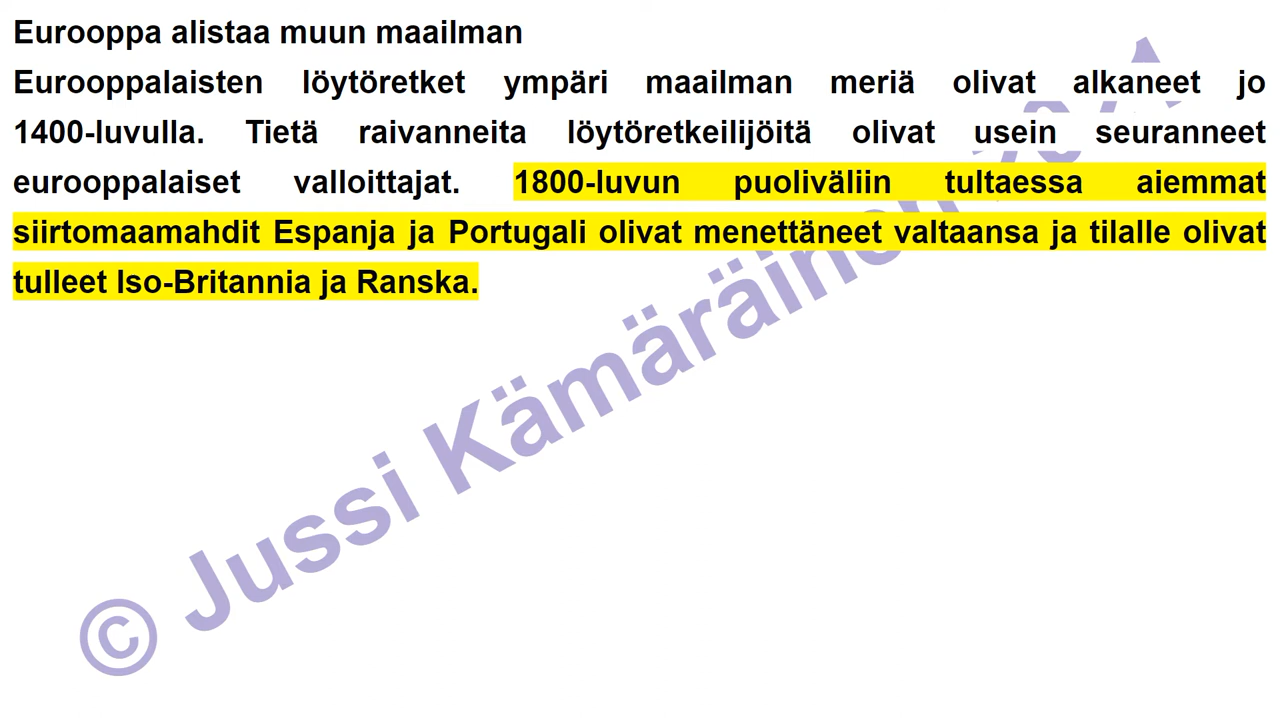 Eurooppa alistaa muun maailman
Eurooppalaisten löytöretket ympäri maailman meriä olivat alkaneet jo
1400-luvulla. Tietä raivanneita löytöretkeilijöitä olivat usein seuranneet
eurooppalaiset valloittajat. 1800-luvun puoliväliin tultaessa aiemmat
siirtomaamahdit Espanja ja Portugali olivat menettäneet valtaansa ja tilalle olivat
tulleet Iso-Britannia ja Ranska.
© Jussi Kämäräinen